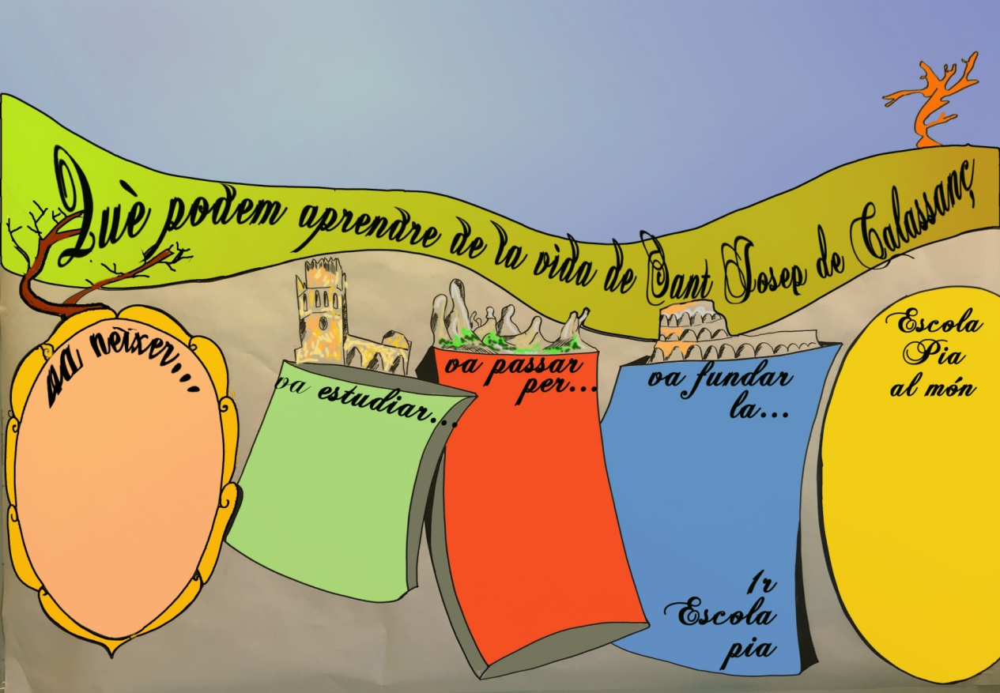 Què podem aprendre de la vida de Sant Josep de Calassanç
va neixer...
va estudiar...
va passar
per...
va fundar
la...
1r
Escola
pia
Escola
Pia
al món